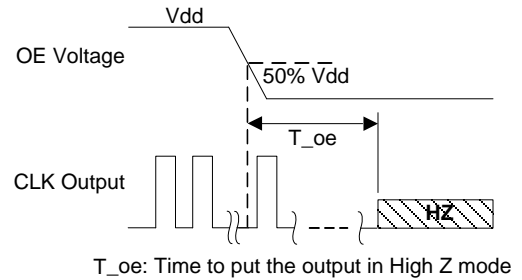 Vdd
OE Voltage
50% Vdd
T_oe
CLK Output
HZ
T_oe: Time to put the output in High Z mode